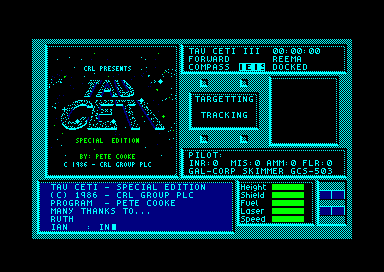 CRL PRESENTS
TAU
CETI
SPECIAL EDITION
BY: PETE COOKE
© 1986 - CRL GROUP PLC
TAU CETI III 00:00:00
FORWARD REEMA
COMPASS [E] DOCKED
TARGETTING
TRACKING
PILOT:
INR:0 MIS:0 AMM:0 FLR:0
GAL-CORP SKIMMER GCS-503
TAU CETI - SPECIAL EDITION
(C) 1986 - CRL GROUP PLC
PROGRAM - PETE COOKE
MANY THANKS TO...
RUTH
IAN : IN
Height
Shield
Fuel
Laser
Speed